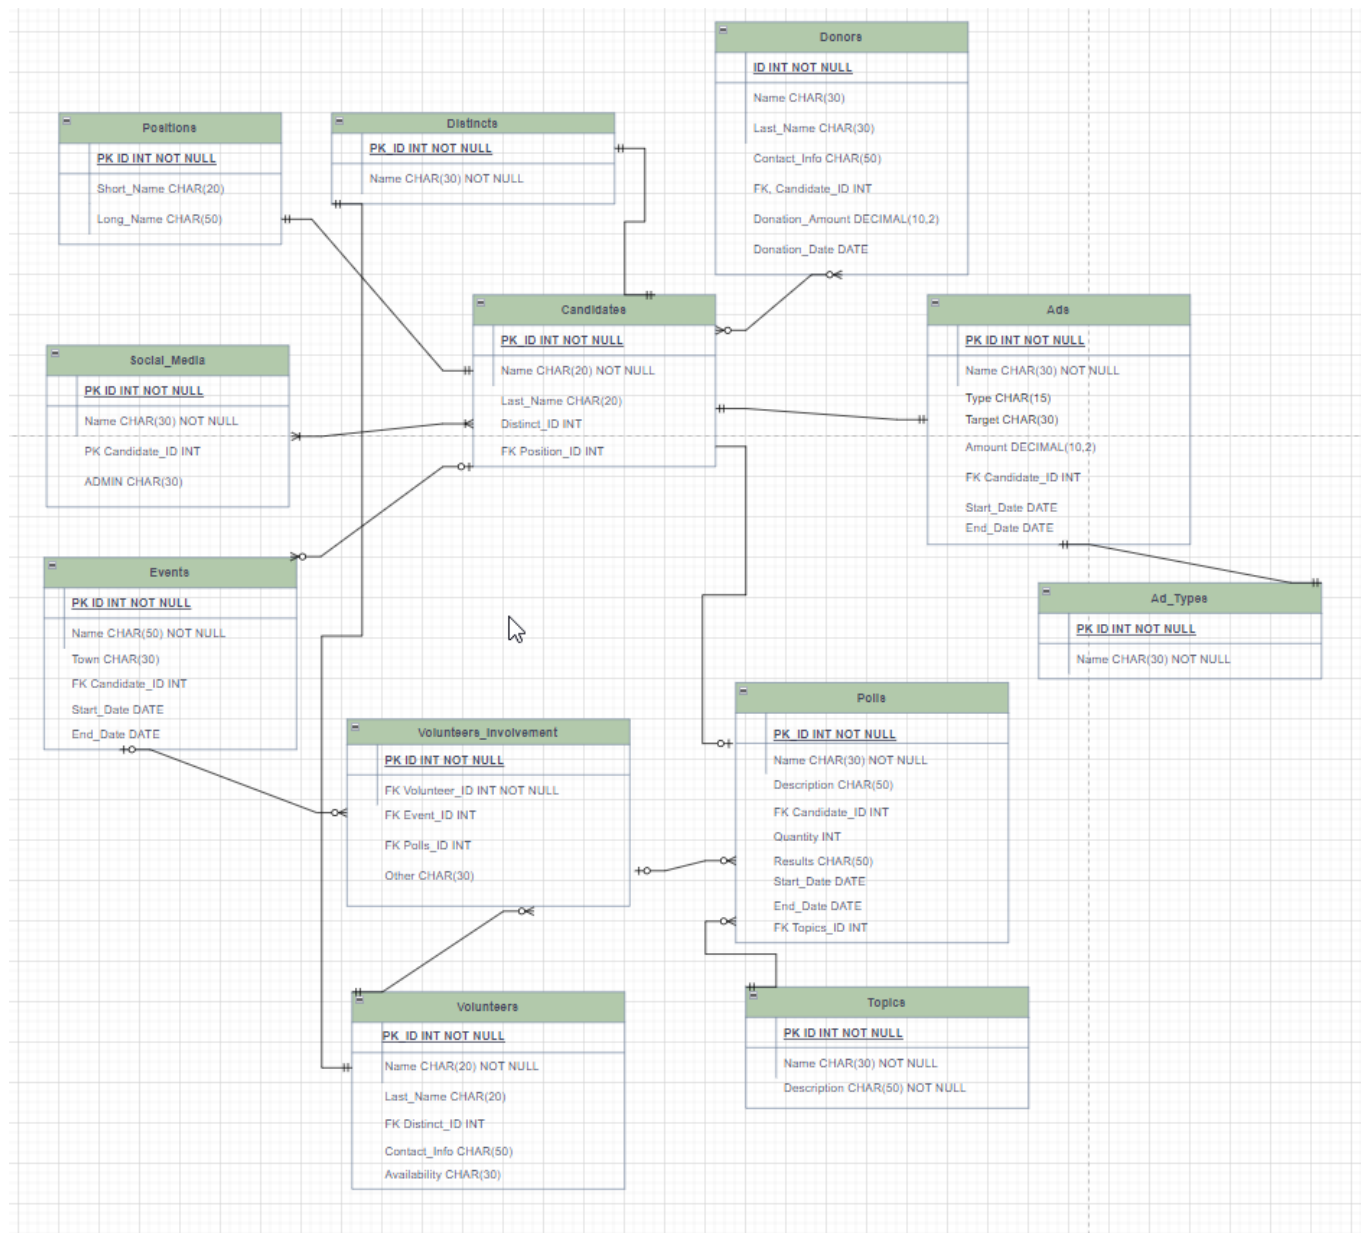 Donors
ID INT NOT NULL
Name CHAR(30)
Last_Name CHAR(30)
Contact_Info CHAR(50)
FK, Candidate_ID INT
Donation_Amount DECIMAL(10,2)
Donation_Date DATE
Positions
PK ID INT NOT NULL
Short_Name CHAR(20)
Long_Name CHAR(50)
Distincts
PK_ID INT NOT NULL
Name CHAR(30) NOT NULL
Candidates
PK_ID INT NOT NULL
Name CHAR(20) NOT NULL
Last_Name CHAR(20)
Distinct_ID INT
FK Position_ID INT
Ads
PK ID INT NOT NULL
Name CHAR(30) NOT NULL
Type CHAR(15)
Target CHAR(30)
Amount DECIMAL(10,2)
FK Candidate_ID INT
Start_Date DATE
End_Date DATE
Social_Media
PK ID INT NOT NULL
Name CHAR(30) NOT NULL
PK Candidate_ID INT
ADMIN CHAR(30)
Events
PK ID INT NOT NULL
Name CHAR(50) NOT NULL
Town CHAR(30)
FK Candidate_ID INT
Start_Date DATE
End_Date DATE
Ad_Types
PK ID INT NOT NULL
Name CHAR(30) NOT NULL
Volunteers_Involvement
PK ID INT NOT NULL
FK Volunteer_ID INT NOT NULL
FK Event_ID INT
FK Polls_ID INT
Other CHAR(30)
Polls
PK_ID INT NOT NULL
Name CHAR(30) NOT NULL
Description CHAR(50)
FK Candidate_ID INT
Quantity INT
Results CHAR(50)
Start_Date DATE
End_Date DATE
FK Topics_ID INT
Volunteers
PK_ID INT NOT NULL
Name CHAR(20) NOT NULL
Last_Name CHAR(20)
FK Distinct_ID INT
Contact_Info CHAR(50)
Availability CHAR(30)
Topics
PK ID INT NOT NULL
Name CHAR(30) NOT NULL
Description CHAR(50) NOT NULL